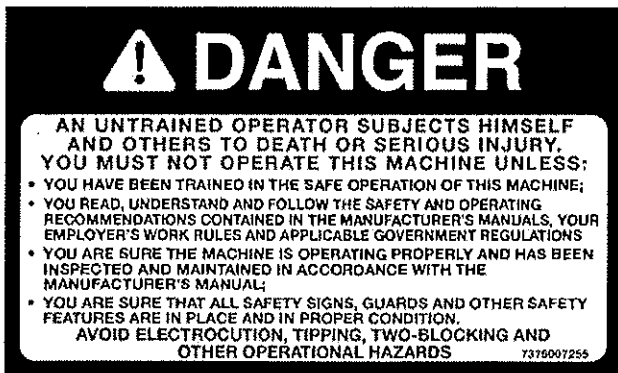 DANGER
AN UNTRAINED OPERATOR SUBJECTS HIMSELF
AND OTHERS TO DEATH OR SERIOUS INJURY.
YOU MUST NOT OPERATE THIS MACHINE UNLESS:
• YOU HAVE BEEN TRAINED IN THE SAFE OPERATION OF THIS MACHINE;
• YOU READ, UNDERSTAND AND FOLLOW THE SAFETY AND OPERATING
RECOMMENDATIONS CONTAINED IN THE MANUFACTURER'S MANUALS, YOUR
EMPLOYER'S WORK RULES AND APPLICABLE GOVERNMENT REGULATIONS
• YOU ARE SURE THE MACHINE IS OPERATING PROPERLY AND HAS BEEN
INSPECTED AND MAINTAINED IN ACCORDANCE WITH THE
MANUFACTURER'S MANUAL;
• YOU ARE SURE THAT ALL SAFETY SIGNS, GUARDS AND OTHER SAFETY
FEATURES ARE IN PLACE AND IN PROPER CONDITION.
AVOID ELECTROCUTION, TIPPING, TWO-BLOCKING AND
OTHER OPERATIONAL HAZARDS 7376007255